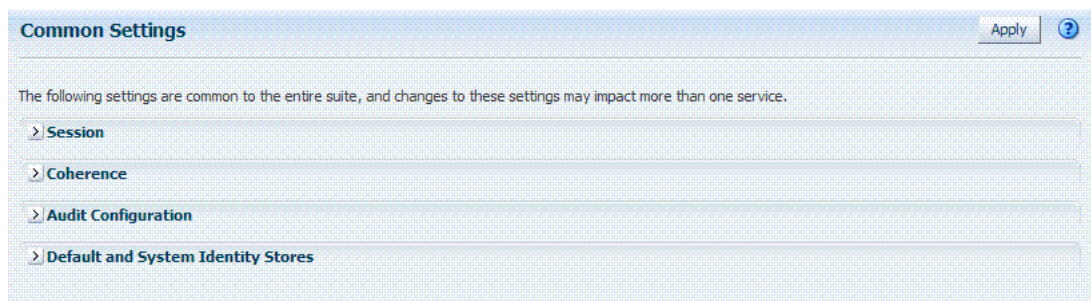 Common Settings
Apply
The following settings are common to the entire suite, and changes to these settings may impact more than one service.
Session
Coherence
Audit Configuration
Default and System Identity Stores